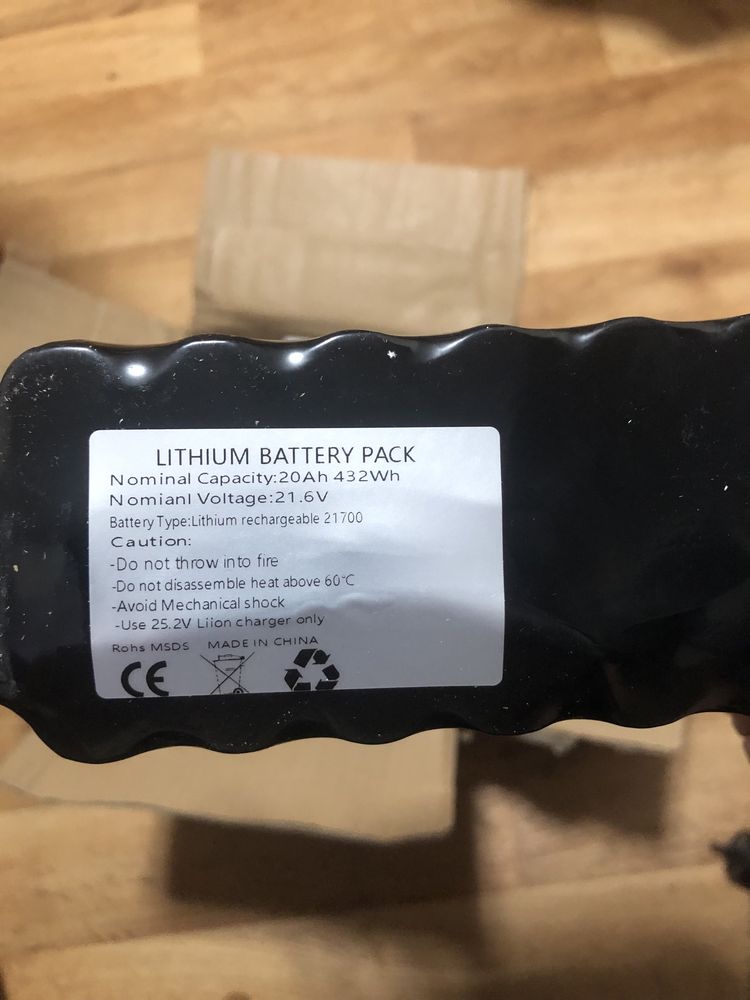 LITHIUM BATTERY PACK
Nominal Capacity:20Ah 432Wh
Nomianl Voltage:21.6V
Battery Type:Lithium rechargeable 21700
Caution:
-Do not throw into fire
-Do not disassemble heat above 60℃
-Avoid Mechanical shock
-Use 25.2V Liion charger only
Rohs MSDS MADE IN CHINA
CE